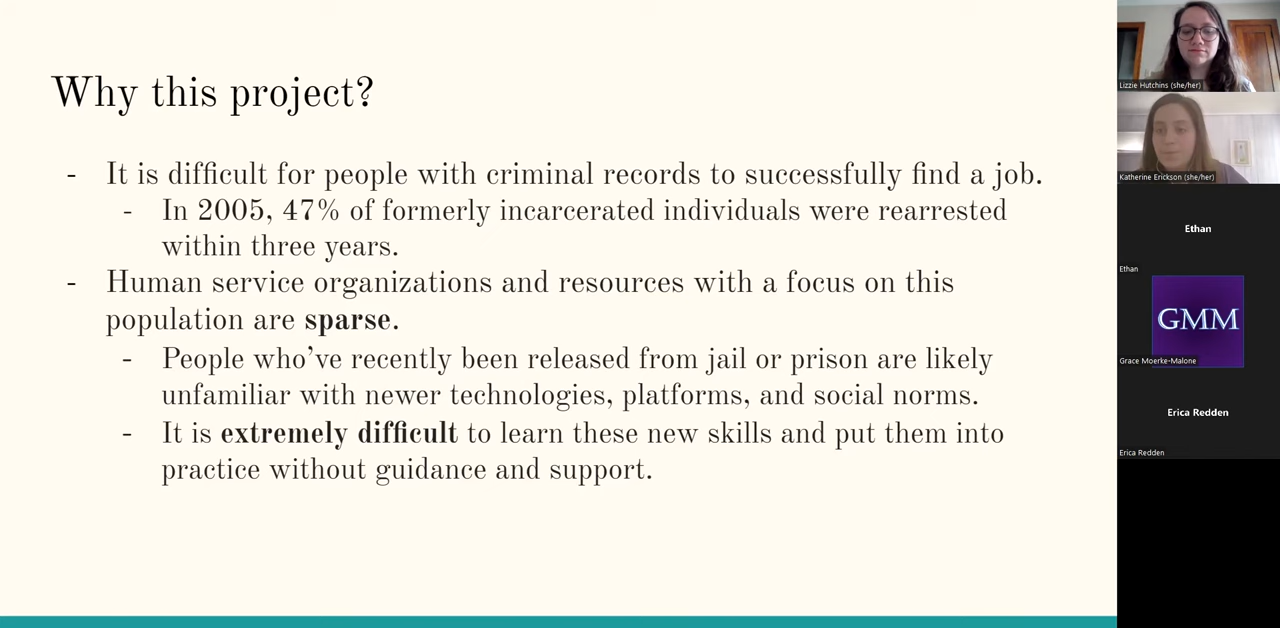 Why this project?
- It is difficult for people with criminal records to successfully find a job.
- In 2005, 47% of formerly incarcerated individuals were rearrested
within three years.
- Human service organizations and resources with a focus on this
population are sparse.
- People who’ve recently been released from jail or prison are likely
unfamiliar with newer technologies, platforms, and social norms.
- It is extremely difficult to learn these new skills and put them into
practice without guidance and support.
Lizzie Hutchins (she/her)
Katherine Erickson (she/her)
Ethan
Ethan
GMM
Grace Moerke-Malone
Erica Redden
Erica Redden